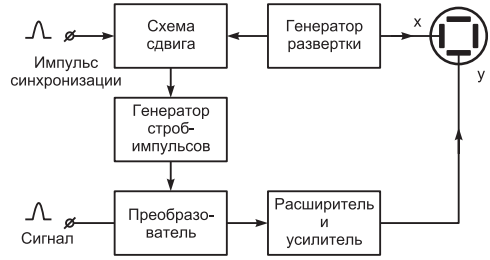 Схема
сдвига
Генератор
развертки
x
y
Импульс
синхронизации
Генератор
строб-
импульсов
Сигнал
Преобразо-
ватель
Расширитель
и
усилитель